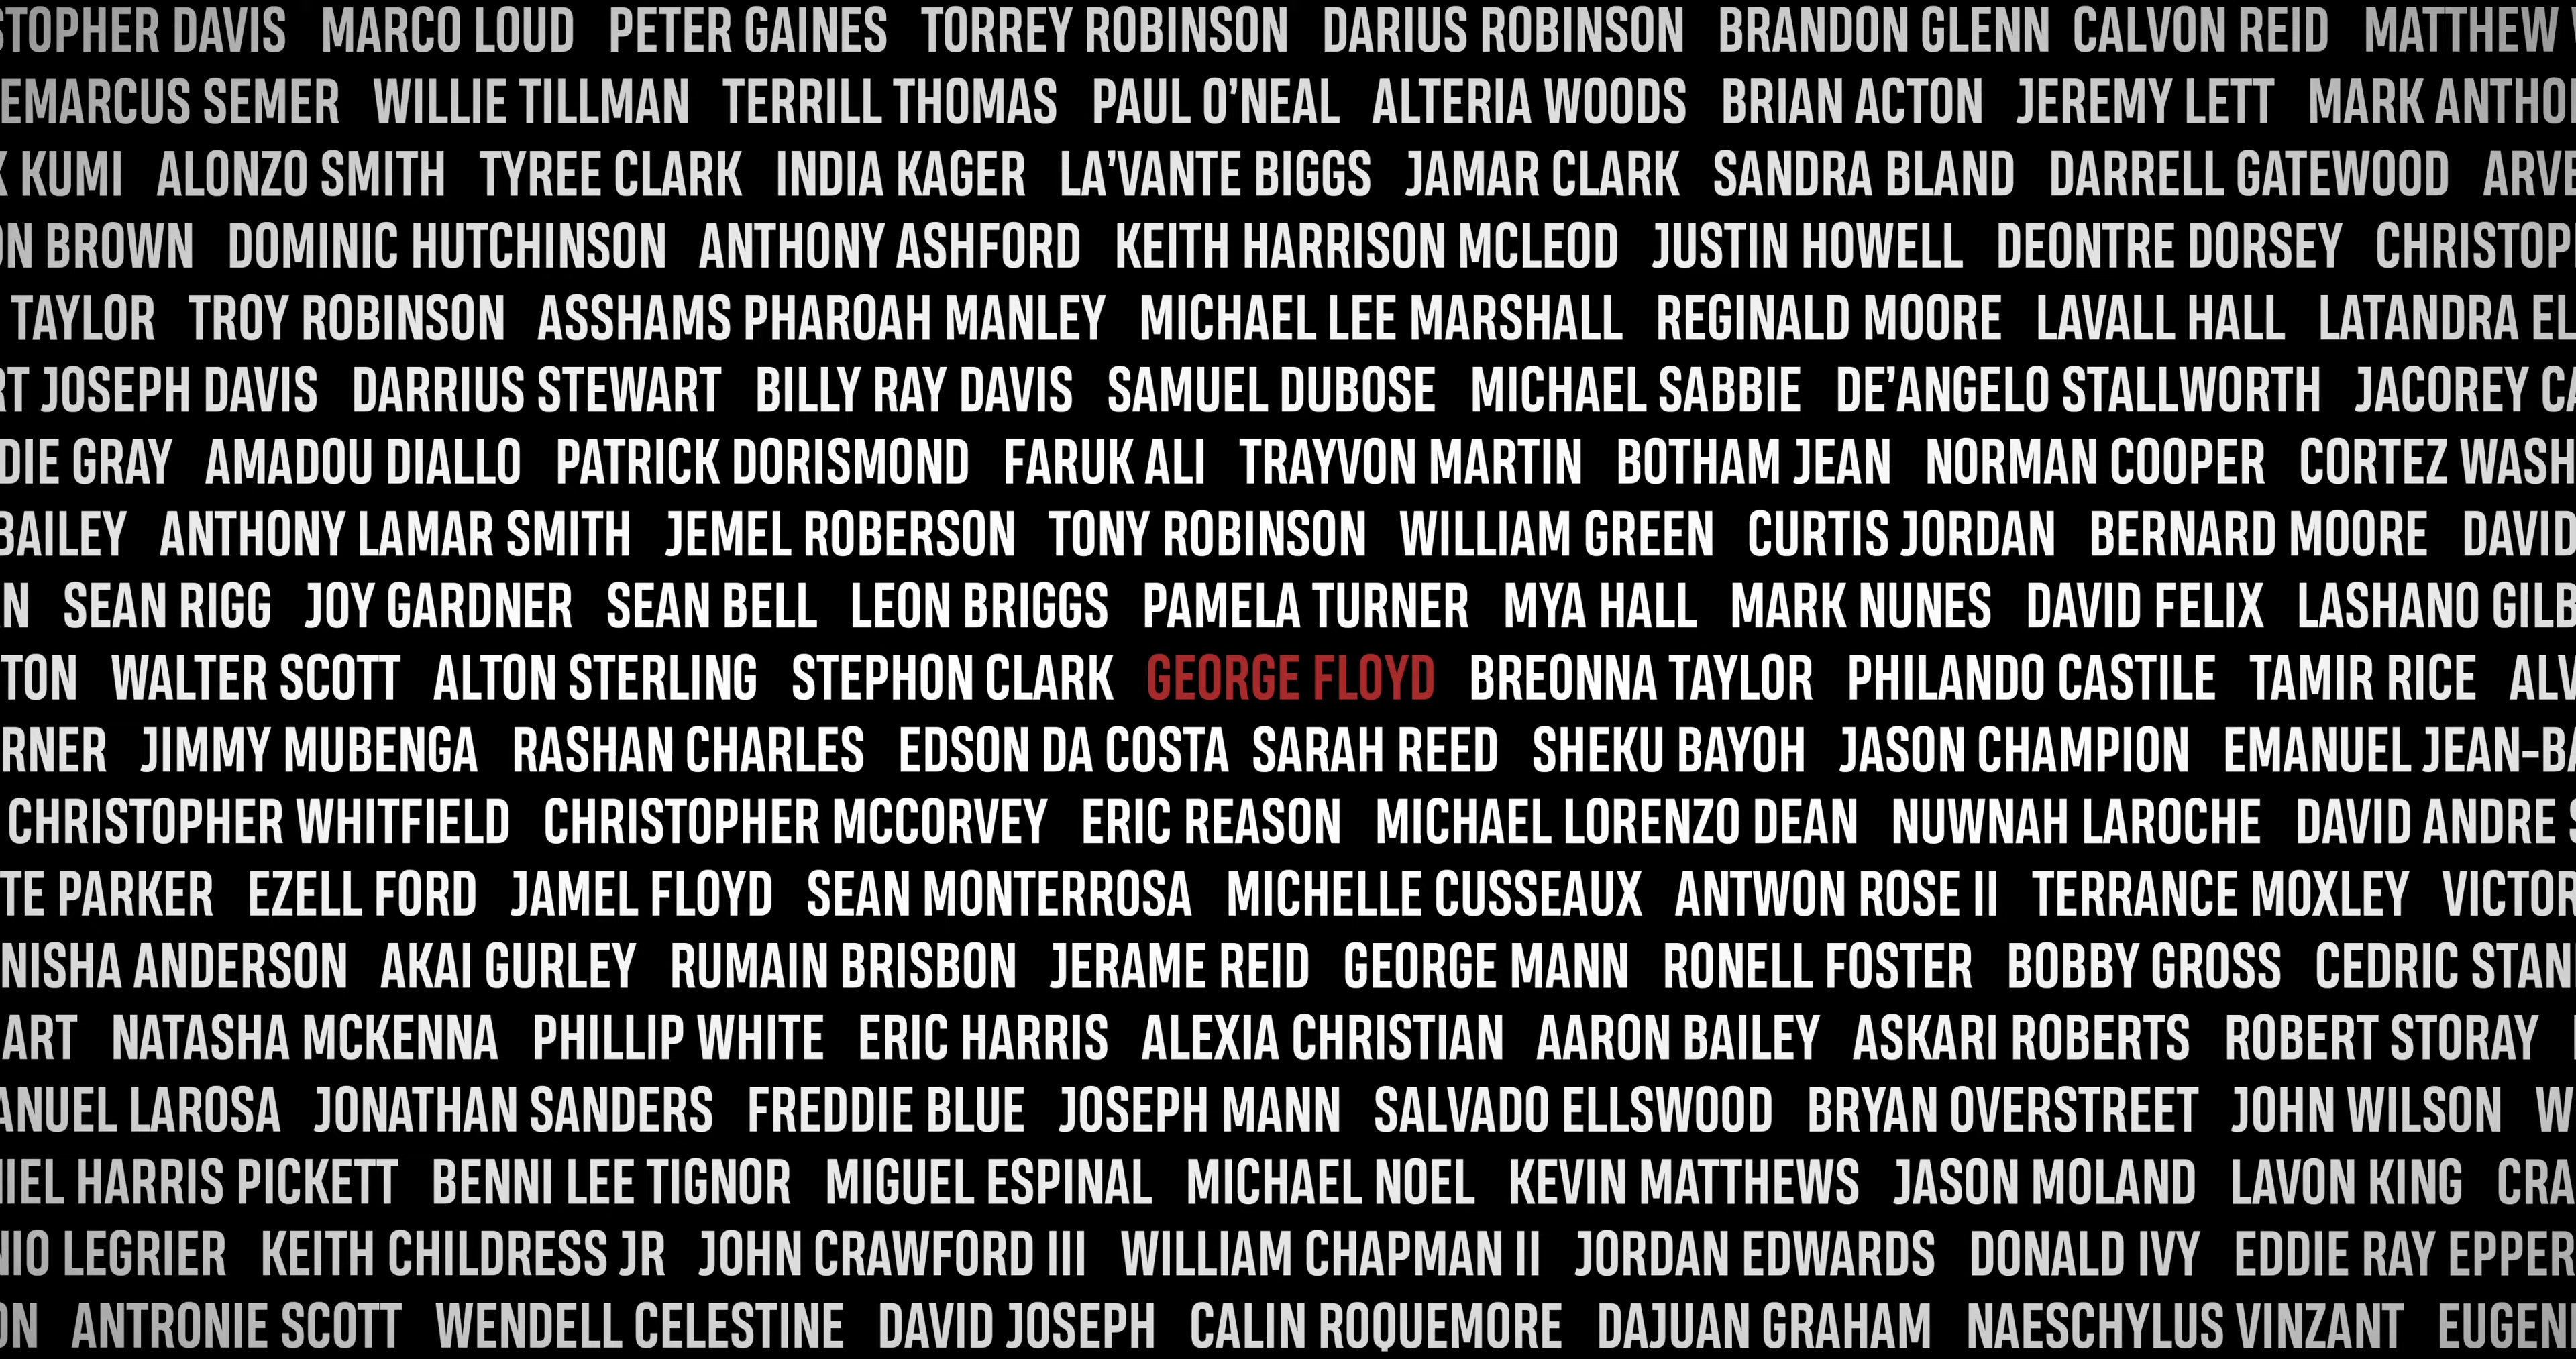 STOPHER DAVIS MARCO LOUD PETER GAINES TORREY ROBINSON DARIUS ROBINSON BRANDON GLENN CALVON REID MATTHEW
EMARCUS SEMER WILLIE TILLMAN TERRILL THOMAS PAUL O’NEAL ALTERIA WOODS BRIAN ACTON JEREMY LETT MARK ANTHO
KUMI ALONZO SMITH TYREE CLARK INDIA KAGER LA’VANTE BIGGS JAMAR CLARK SANDRA BLAND DARRELL GATEWOOD ARVE
ON BROWN DOMINIC HUTCHINSON ANTHONY ASHFORD KEITH HARRISON MCLEOD JUSTIN HOWELL DEONTRE DORSEY CHRISTOP
TAYLOR TROY ROBINSON ASSHAMS PHAROAH MANLEY MICHAEL LEE MARSHALL REGINALD MOORE LAVALL HALL LATANDRA EL
RT JOSEPH DAVIS DARRIUS STEWART BILLY RAY DAVIS SAMUEL DUBOSE MICHAEL SABBIE DE’ANGELO STALLWORTH JACOREY CA
DIE GRAY AMADOU DIALLO PATRICK DORISMOND FARUK ALI TRAYVON MARTIN BOTHAM JEAN NORMAN COOPER CORTEZ WASH
BAILEY ANTHONY LAMAR SMITH JEMEL ROBERSON TONY ROBINSON WILLIAM GREEN CURTIS JORDAN BERNARD MOORE DAVID
N SEAN RIGG JOY GARDNER SEAN BELL LEON BRIGGS PAMELA TURNER MYA HALL MARK NUNES DAVID FELIX LASHANO GILB
TON WALTER SCOTT ALTON STERLING STEPHON CLARK GEORGE FLOYD BREONNA TAYLOR PHILANDO CASTILE TAMIR RICE ALV
RNER JIMMY MUBENGA RASHAN CHARLES EDSON DA COSTA SARAH REED SHEKU BAYOH JASON CHAMPION EMANUEL JEAN-BA
CHRISTOPHER WHITFIELD CHRISTOPHER MCCORVEY ERIC REASON MICHAEL LORENZO DEAN NUWNAH LAROCHE DAVID ANDRE S
TE PARKER EZELL FORD JAMEL FLOYD SEAN MONTERROSA MICHELLE CUSSEAUX ANTWON ROSE II TERRANCE MOXLEY VICTOR
NISHA ANDERSON AKAI GURLEY RUMAIN BRISBON JERAME REID GEORGE MANN RONELL FOSTER BOBBY GROSS CEDRIC STAN
ART NATASHA MCKENNA PHILLIP WHITE ERIC HARRIS ALEXIA CHRISTIAN AARON BAILEY ASKARI ROBERTS ROBERT STORAY
ANUEL LAROSA JONATHAN SANDERS FREDDIE BLUE JOSEPH MANN SALVADO ELLSWOOD BRYAN OVERSTREET JOHN WILSON W
IEL HARRIS PICKETT BENNI LEE TIGNOR MIGUEL ESPINAL MICHAEL NOEL KEVIN MATTHEWS JASON MOLAND LAVON KING CRA
NIO LEGRIER KEITH CHILDRESS JR JOHN CRAWFORD III WILLIAM CHAPMAN II JORDAN EDWARDS DONALD IVY EDDIE RAY EPPER
ON ANTRONIE SCOTT WENDELL CELESTINE DAVID JOSEPH CALIN ROQUEMORE DAJUAN GRAHAM NAESCHYLUS VINZANT EUGEN